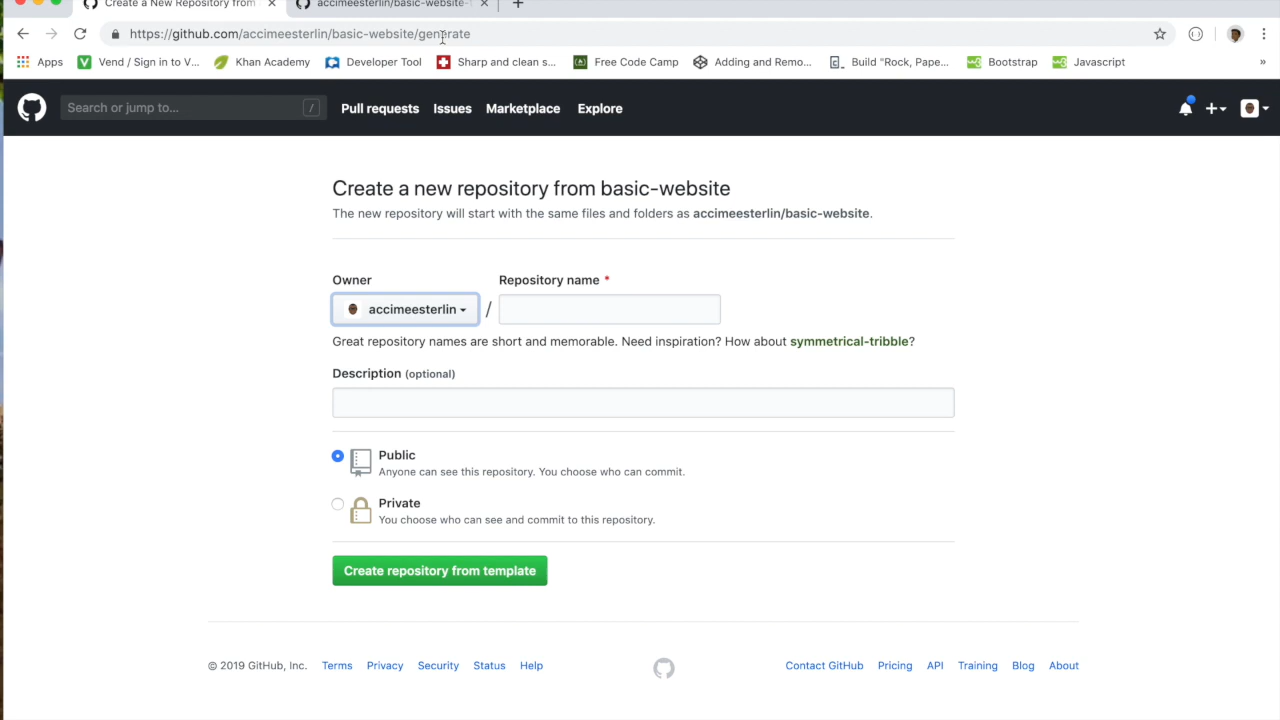 Create a New Repository from
accimeesterlin/basic-website-
https://github.com/accimeesterlin/basic-website/generate
Apps Vend / Sign in to V... Khan Academy Developer Tool Sharp and clean s... Free Code Camp Adding and Remo... Build "Rock, Pape... Bootstrap Javascript »
Search or jump to... / Pull requests Issues Marketplace Explore
Create a new repository from basic-website
The new repository will start with the same files and folders as accimeesterlin/basic-website.
Owner Repository name *
accimeesterlin /
Great repository names are short and memorable. Need inspiration? How about symmetrical-tribble?
Description (optional)
Public
Anyone can see this repository. You choose who can commit.
Private
You choose who can see and commit to this repository.
Create repository from template
© 2019 GitHub, Inc. Terms Privacy Security Status Help Contact GitHub Pricing API Training Blog About